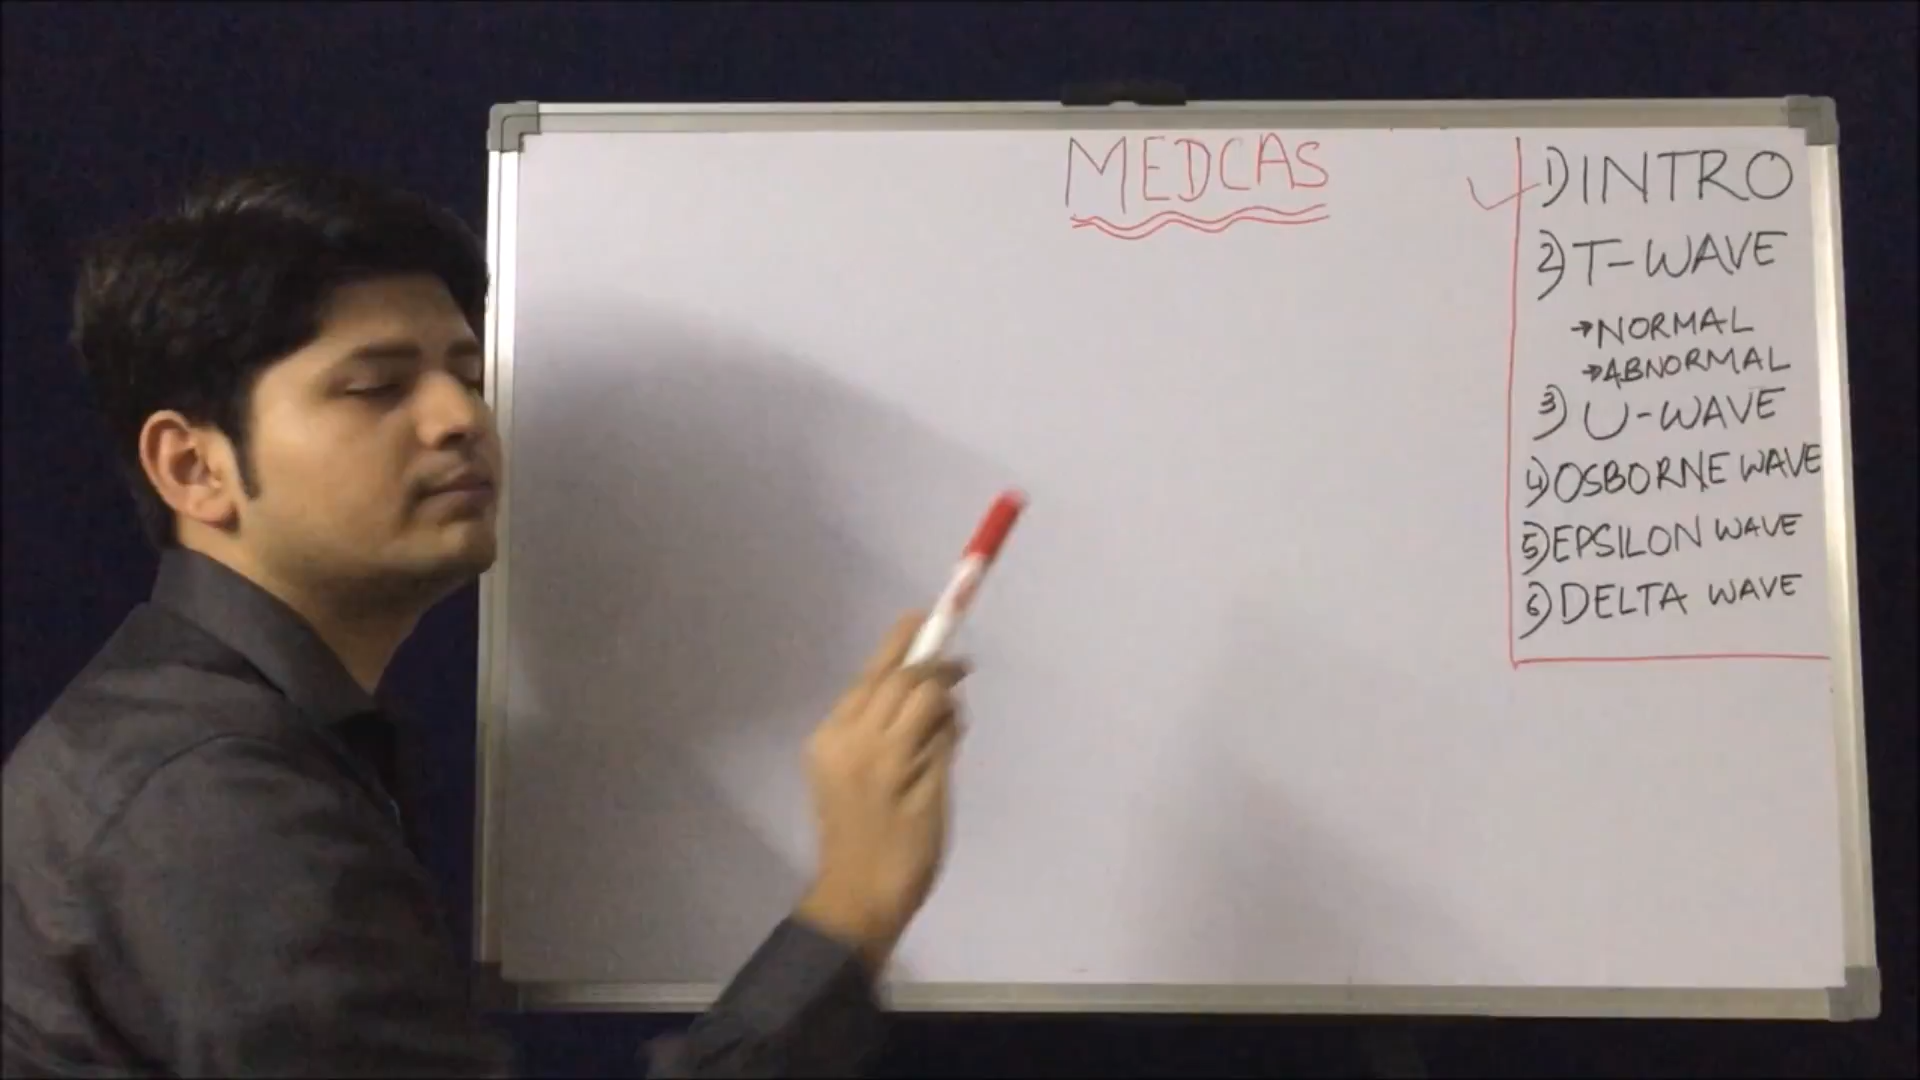 MEDCAS
1) INTRO
2) T-WAVE
→NORMAL
→ABNORMAL
3) U-WAVE
4) OSBORNE WAVE
5) EPSILON WAVE
6) DELTA WAVE